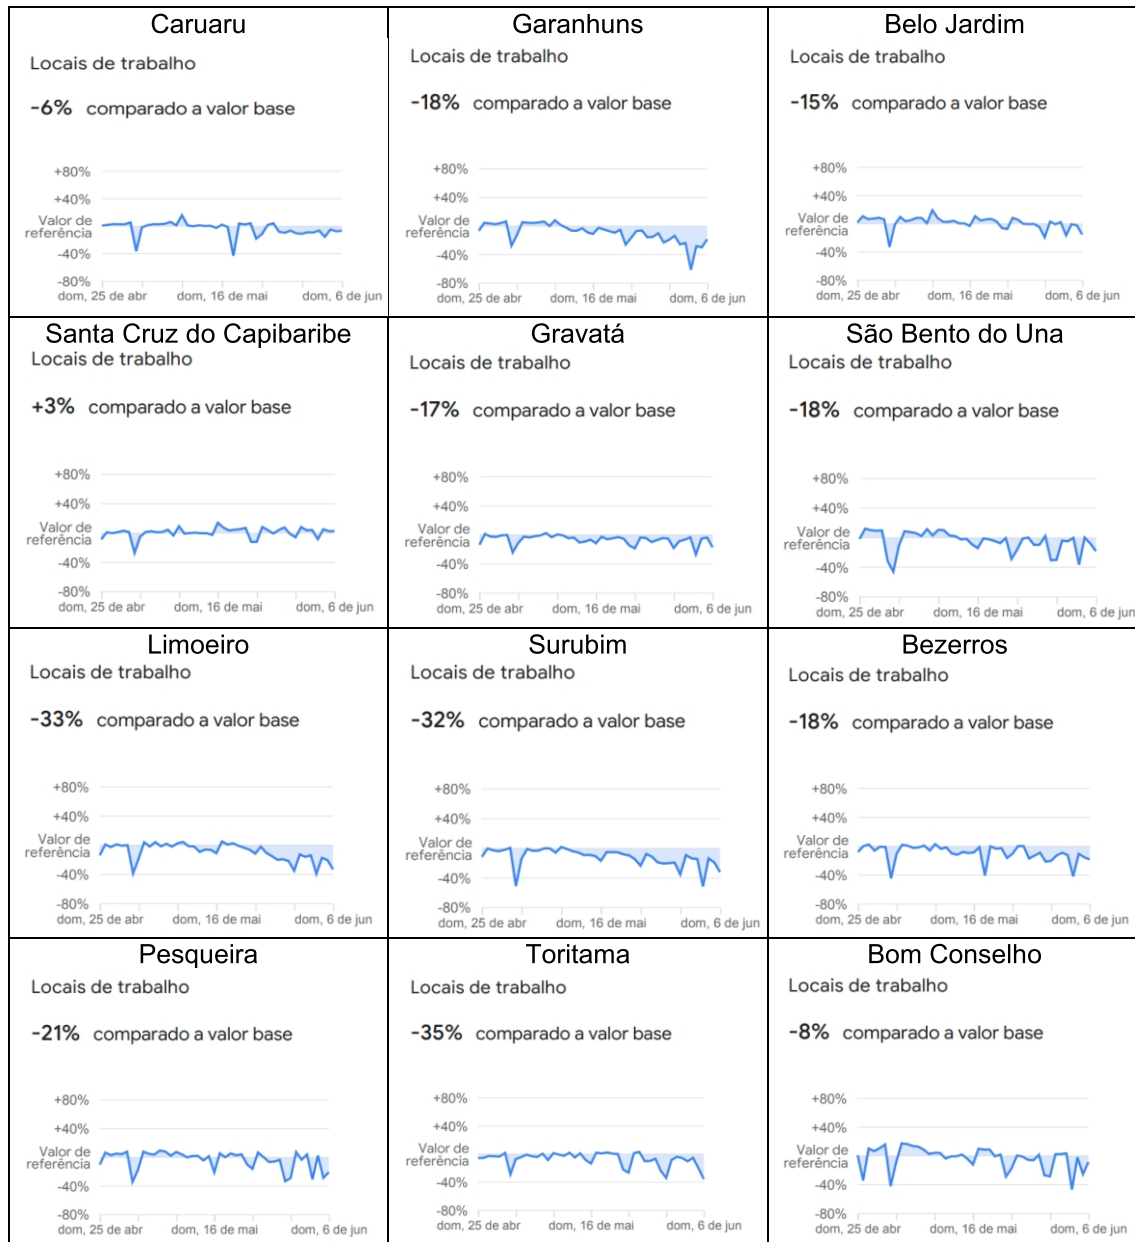 Caruaru
Locais de trabalho
-6% comparado a valor base
+80%
+40%
Valor de
referência
-40%
-80%
dom, 25 de abr dom, 16 de mai dom, 6 de jun
Garanhuns
Locais de trabalho
-18% comparado a valor base
+80%
+40%
Valor de
referência
-40%
-80%
dom, 25 de abr dom, 16 de mai dom, 6 de jun
Belo Jardim
Locais de trabalho
-15% comparado a valor base
+80%
+40%
Valor de
referência
-40%
-80%
dom, 25 de abr dom, 16 de mai dom, 6 de jun
Santa Cruz do Capibaribe
Locais de trabalho
+3% comparado a valor base
+80%
+40%
Valor de
referência
-40%
-80%
dom, 25 de abr dom, 16 de mai dom, 6 de jun
Gravatá
Locais de trabalho
-17% comparado a valor base
+80%
+40%
Valor de
referência
-40%
-80%
dom, 25 de abr dom, 16 de mai dom, 6 de jun
São Bento do Una
Locais de trabalho
-18% comparado a valor base
+80%
+40%
Valor de
referência
-40%
-80%
dom, 25 de abr dom, 16 de mai dom, 6 de jun
Limoeiro
Locais de trabalho
-33% comparado a valor base
+80%
+40%
Valor de
referência
-40%
-80%
dom, 25 de abr dom, 16 de mai dom, 6 de jun
Surubim
Locais de trabalho
-32% comparado a valor base
+80%
+40%
Valor de
referência
-40%
-80%
dom, 25 de abr dom, 16 de mai dom, 6 de jun
Bezerros
Locais de trabalho
-18% comparado a valor base
+80%
+40%
Valor de
referência
-40%
-80%
dom, 25 de abr dom, 16 de mai dom, 6 de jun
Pesqueira
Locais de trabalho
-21% comparado a valor base
+80%
+40%
Valor de
referência
-40%
-80%
dom, 25 de abr dom, 16 de mai dom, 6 de jun
Toritama
Locais de trabalho
-35% comparado a valor base
+80%
+40%
Valor de
referência
-40%
-80%
dom, 25 de abr dom, 16 de mai dom, 6 de jun
Bom Conselho
Locais de trabalho
-8% comparado a valor base
+80%
+40%
Valor de
referência
-40%
-80%
dom, 25 de abr dom, 16 de mai dom, 6 de jun